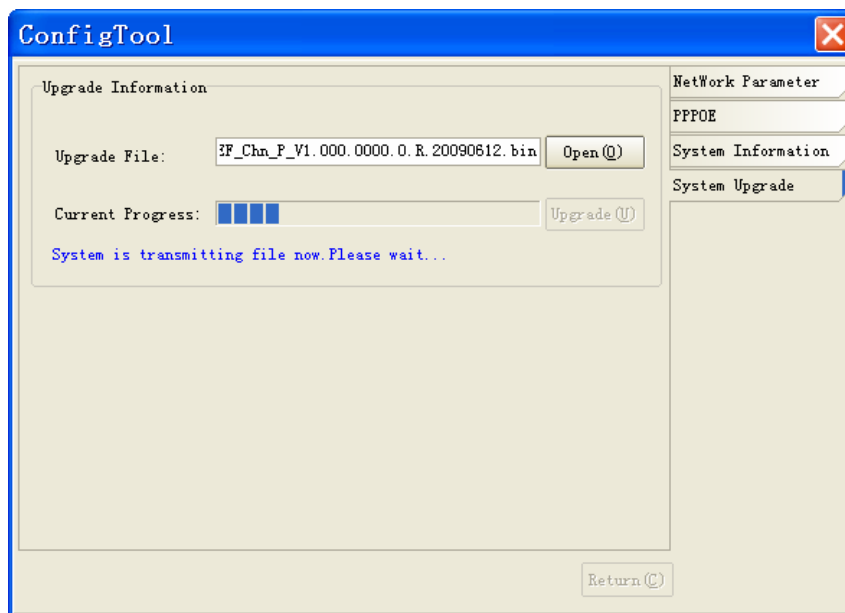 ConfigTool
Upgrade Information
Upgrade File:
F_Chn_P_V1.000.0000.0.R.20090612.bin
Open(O)
Current Progress:
Upgrade(U)
System is transmitting file now.Please wait...
NetWork Parameter
PPPOE
System Information
System Upgrade
Return(C)